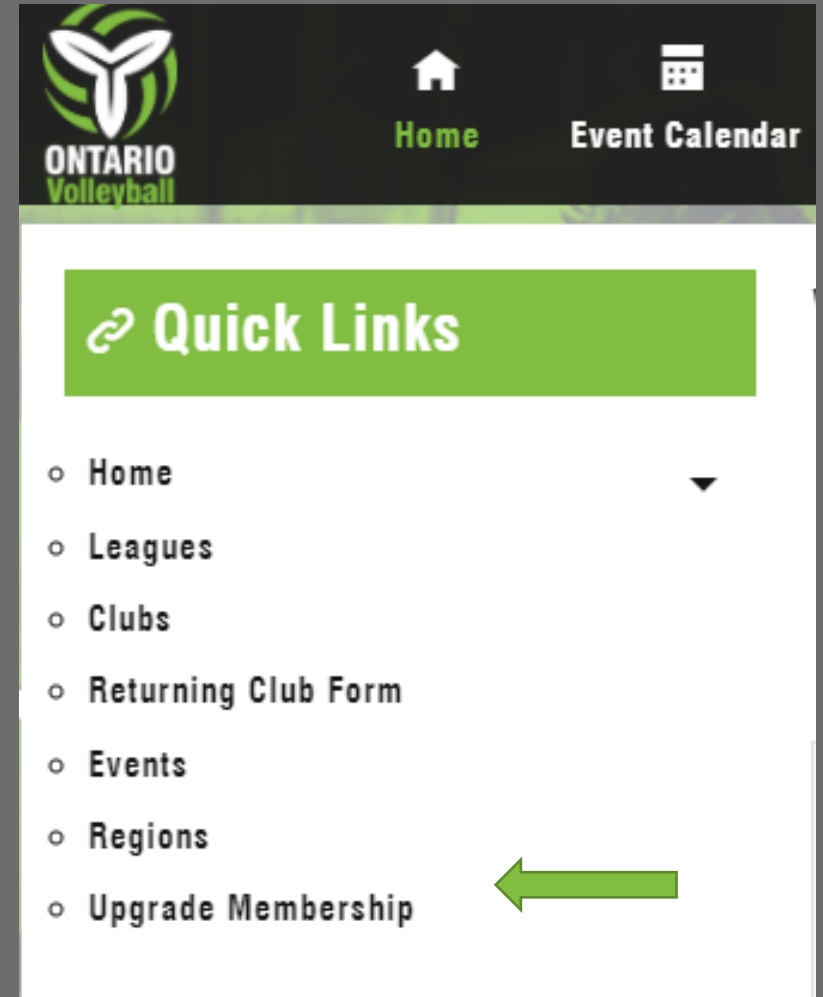 ONTARIO
Volleyball
Home
Event Calendar
Quick Links
Home
Leagues
Clubs
Returning Club Form
Events
Regions
Upgrade Membership